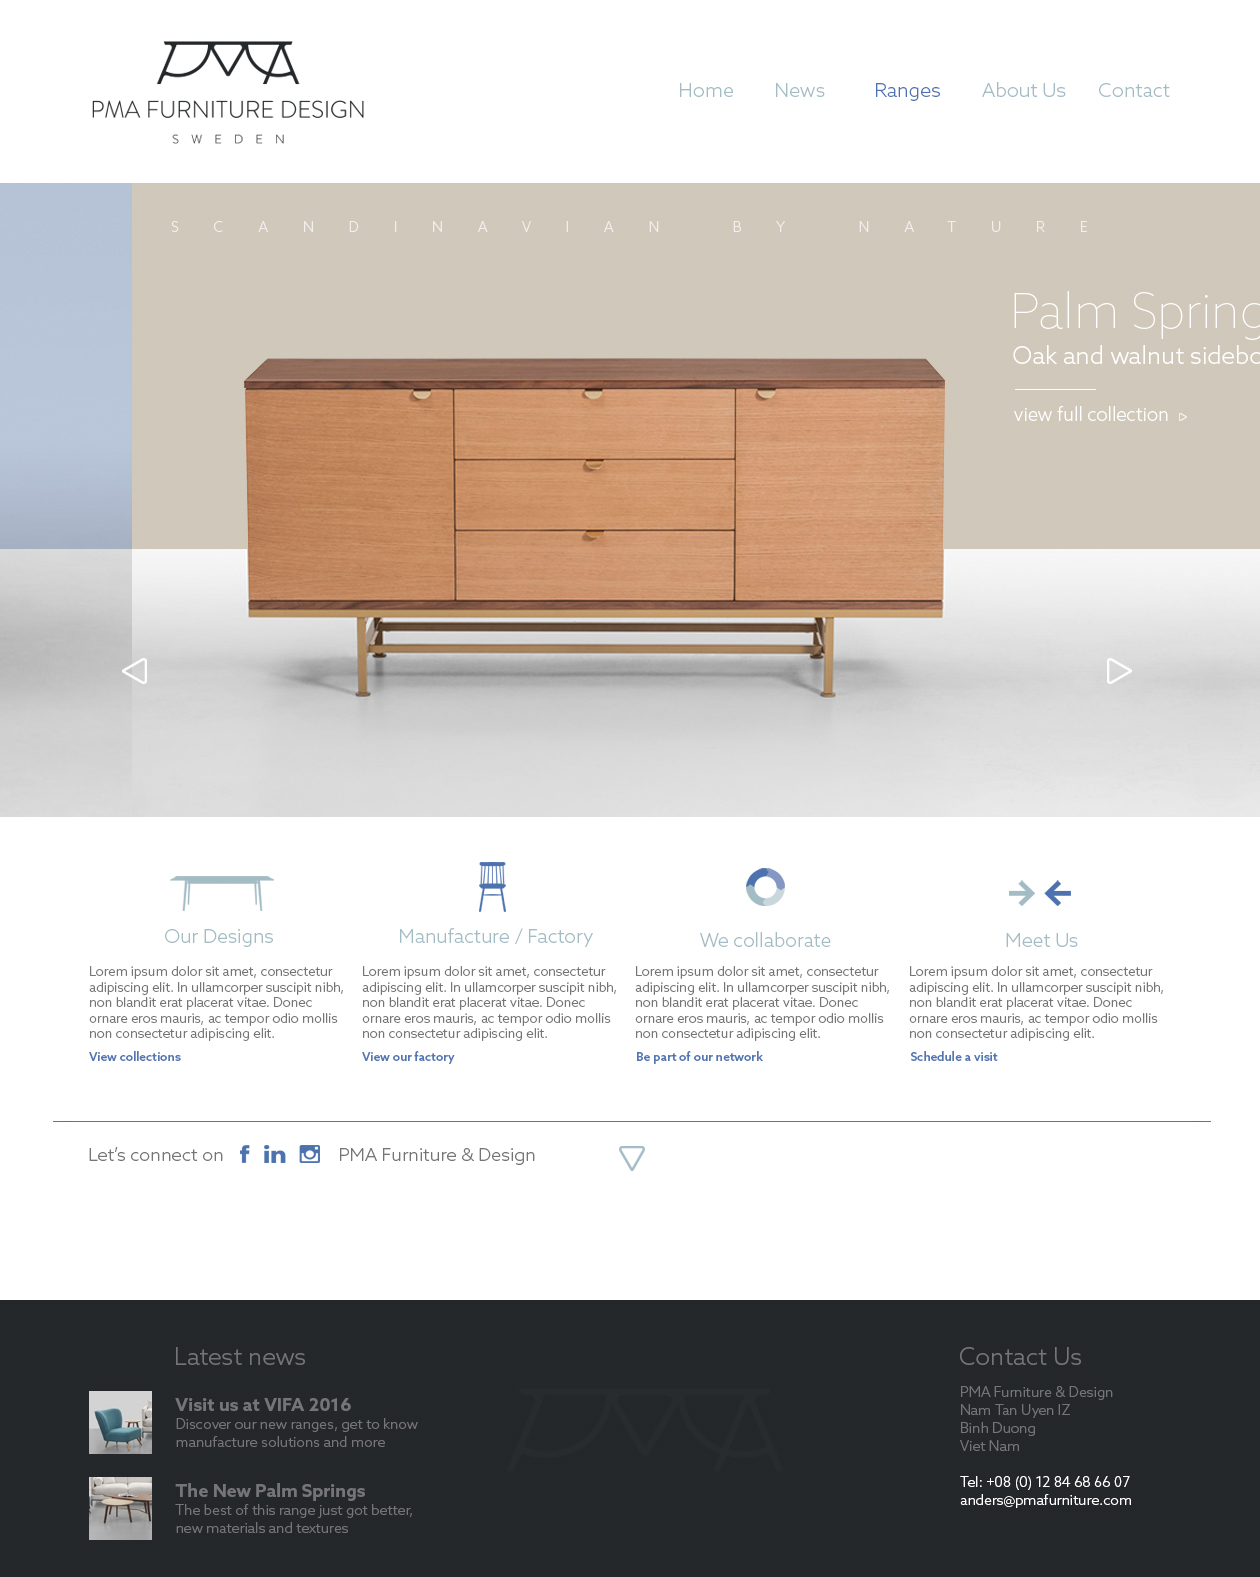 PMA
PMA FURNITURE DESIGN
SWEDEN
Home News Ranges About Us Contact
SCANDINAVIAN BY NATURE
Palm Spring
Oak and walnut sidebo
view full collection
Our Designs
Lorem ipsum dolor sit amet, consectetur
adipiscing elit. In ullamcorper suscipit nibh,
non blandit erat placerat vitae. Donec
ornare eros mauris, ac tempor odio mollis
non consectetur adipiscing elit.
View collections
Manufacture / Factory
Lorem ipsum dolor sit amet, consectetur
adipiscing elit. In ullamcorper suscipit nibh,
non blandit erat placerat vitae. Donec
ornare eros mauris, ac tempor odio mollis
non consectetur adipiscing elit.
View our factory
We collaborate
Lorem ipsum dolor sit amet, consectetur
adipiscing elit. In ullamcorper suscipit nibh,
non blandit erat placerat vitae. Donec
ornare eros mauris, ac tempor odio mollis
non consectetur adipiscing elit.
Be part of our network
Meet Us
Lorem ipsum dolor sit amet, consectetur
adipiscing elit. In ullamcorper suscipit nibh,
non blandit erat placerat vitae. Donec
ornare eros mauris, ac tempor odio mollis
non consectetur adipiscing elit.
Schedule a visit
Let's connect on f in PMA Furniture & Design
Latest news
Visit us at VIFA 2016
Discover our new ranges, get to know
manufacture solutions and more
The New Palm Springs
The best of this range just got better,
new materials and textures
PMA
Contact Us
PMA Furniture & Design
Nam Tan Uyen IZ
Binh Duong
Viet Nam
Tel: +08 (0) 12 84 68 66 07
anders@pmafurniture.com